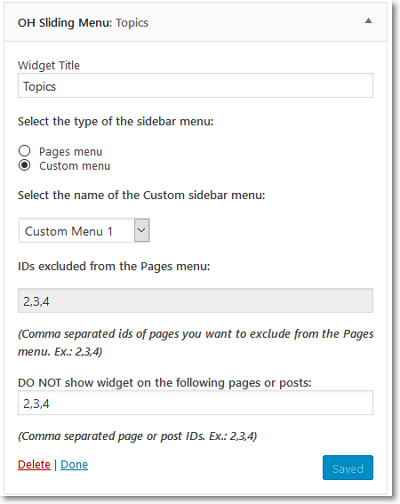 OH Sliding Menu: Topics
Widget Title
Topics
Select the type of the sidebar menu:
Pages menu
Custom menu
Select the name of the Custom sidebar menu:
Custom Menu 1
IDs excluded from the Pages menu:
2,3,4
(Comma separated ids of pages you want to exclude from the Pages
menu. Ex.: 2,3,4)
DO NOT show widget on the following pages or posts:
2,3,4
(Comma separated page or post IDs. Ex.: 2,3,4)
Delete | Done
Saved